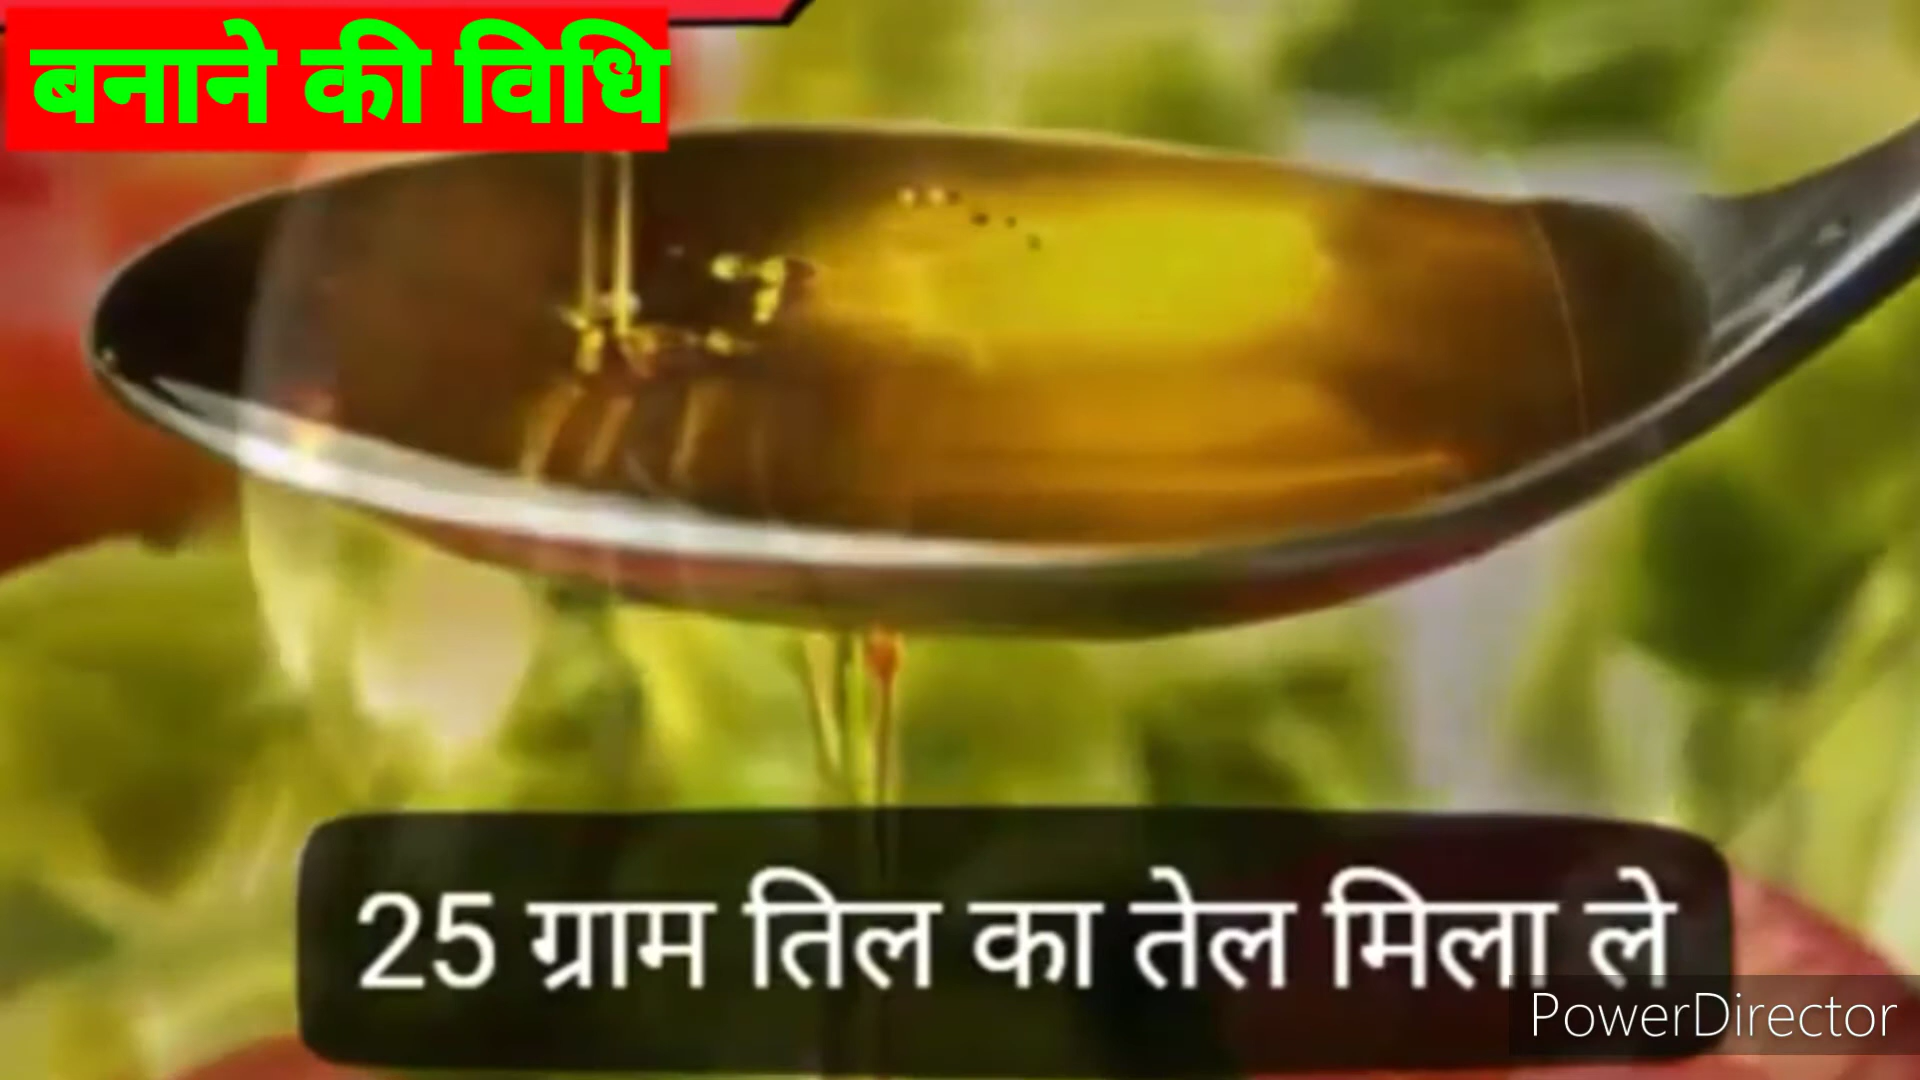 बनाने की विधि
25 ग्राम तिल का तेल मिला ले
PowerDirector